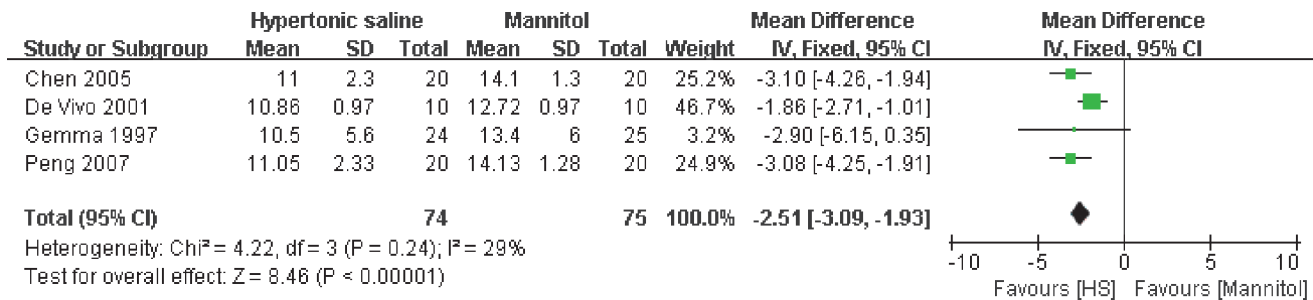 Hypertonic saline Mannitol Mean Difference Mean Difference
Study or Subgroup Mean SD Total Mean SD Total Weight IV, Fixed, 95% CI IV, Fixed, 95% CI
Chen 2005 11 2.3 20 14.1 1.3 20 25.2% -3.10 [-4.26, -1.94]
De Vivo 2001 10.86 0.97 10 12.72 0.97 10 46.7% -1.86 [-2.71, -1.01]
Gemma 1997 10.5 5.6 24 13.4 6 25 3.2% -2.90 [-6.15, 0.35]
Peng 2007 11.05 2.33 20 14.13 1.28 20 24.9% -3.08 [-4.25, -1.91]
Total (95% CI) 74 75 100.0% -2.51 [-3.09, -1.93]
Heterogeneity: Chi² = 4.22, df = 3 (P = 0.24); I² = 29%
Test for overall effect: Z = 8.46 (P < 0.00001)
-10 -5 0 5 10
Favours [HS] Favours [Mannitol]